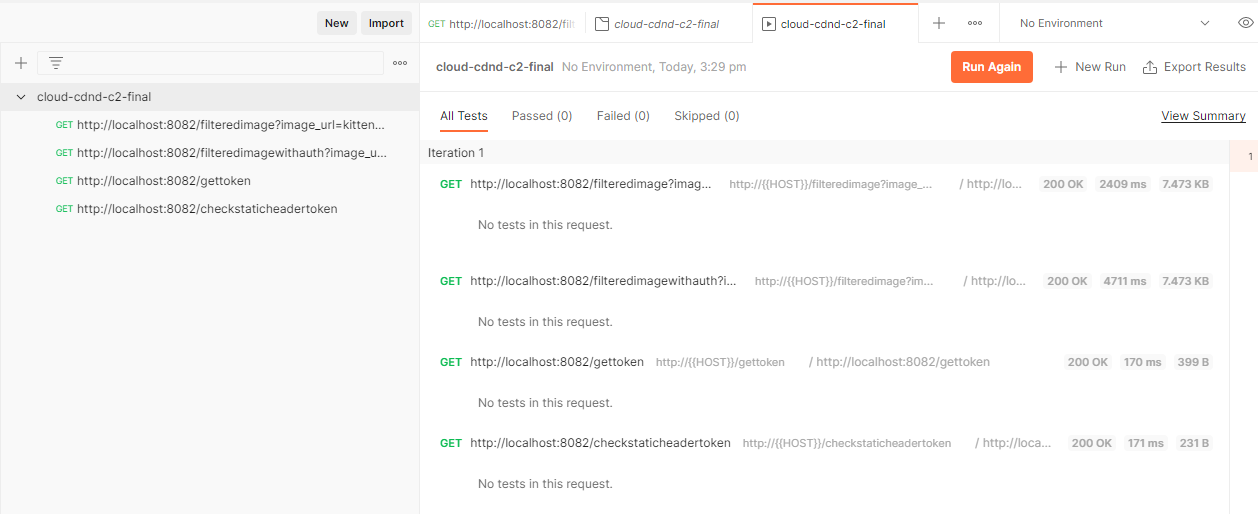 New Import
GET http://localhost:8082/filt
cloud-cdnd-c2-final
cloud-cdnd-c2-final
No Environment
cloud-cdnd-c2-final No Environment, Today, 3:29 pm
Run Again
New Run
Export Results
cloud-cdnd-c2-final
GET http://localhost:8082/filteredimage?image_url=kitten...
GET http://localhost:8082/filteredimagewithauth?image_u...
GET http://localhost:8082/gettoken
GET http://localhost:8082/checkstaticheadertoken
All Tests Passed (0) Failed (0) Skipped (0) View Summary
Iteration 1
1
GET http://localhost:8082/filteredimage?imag... http://{{HOST}}/filteredimage?image_... / http://lo... 200 OK 2409 ms 7.473 KB
No tests in this request.
GET http://localhost:8082/filteredimagewithauth?i... http://{{HOST}}/filteredimage?im... / http://lo... 200 OK 4711 ms 7.473 KB
No tests in this request.
GET http://localhost:8082/gettoken http://{{HOST}}/gettoken / http://localhost:8082/gettoken 200 OK 170 ms 399 B
No tests in this request.
GET http://localhost:8082/checkstaticheadertoken http://{{HOST}}/checkstaticheadertoken / http://loca... 200 OK 171 ms 231 B
No tests in this request.